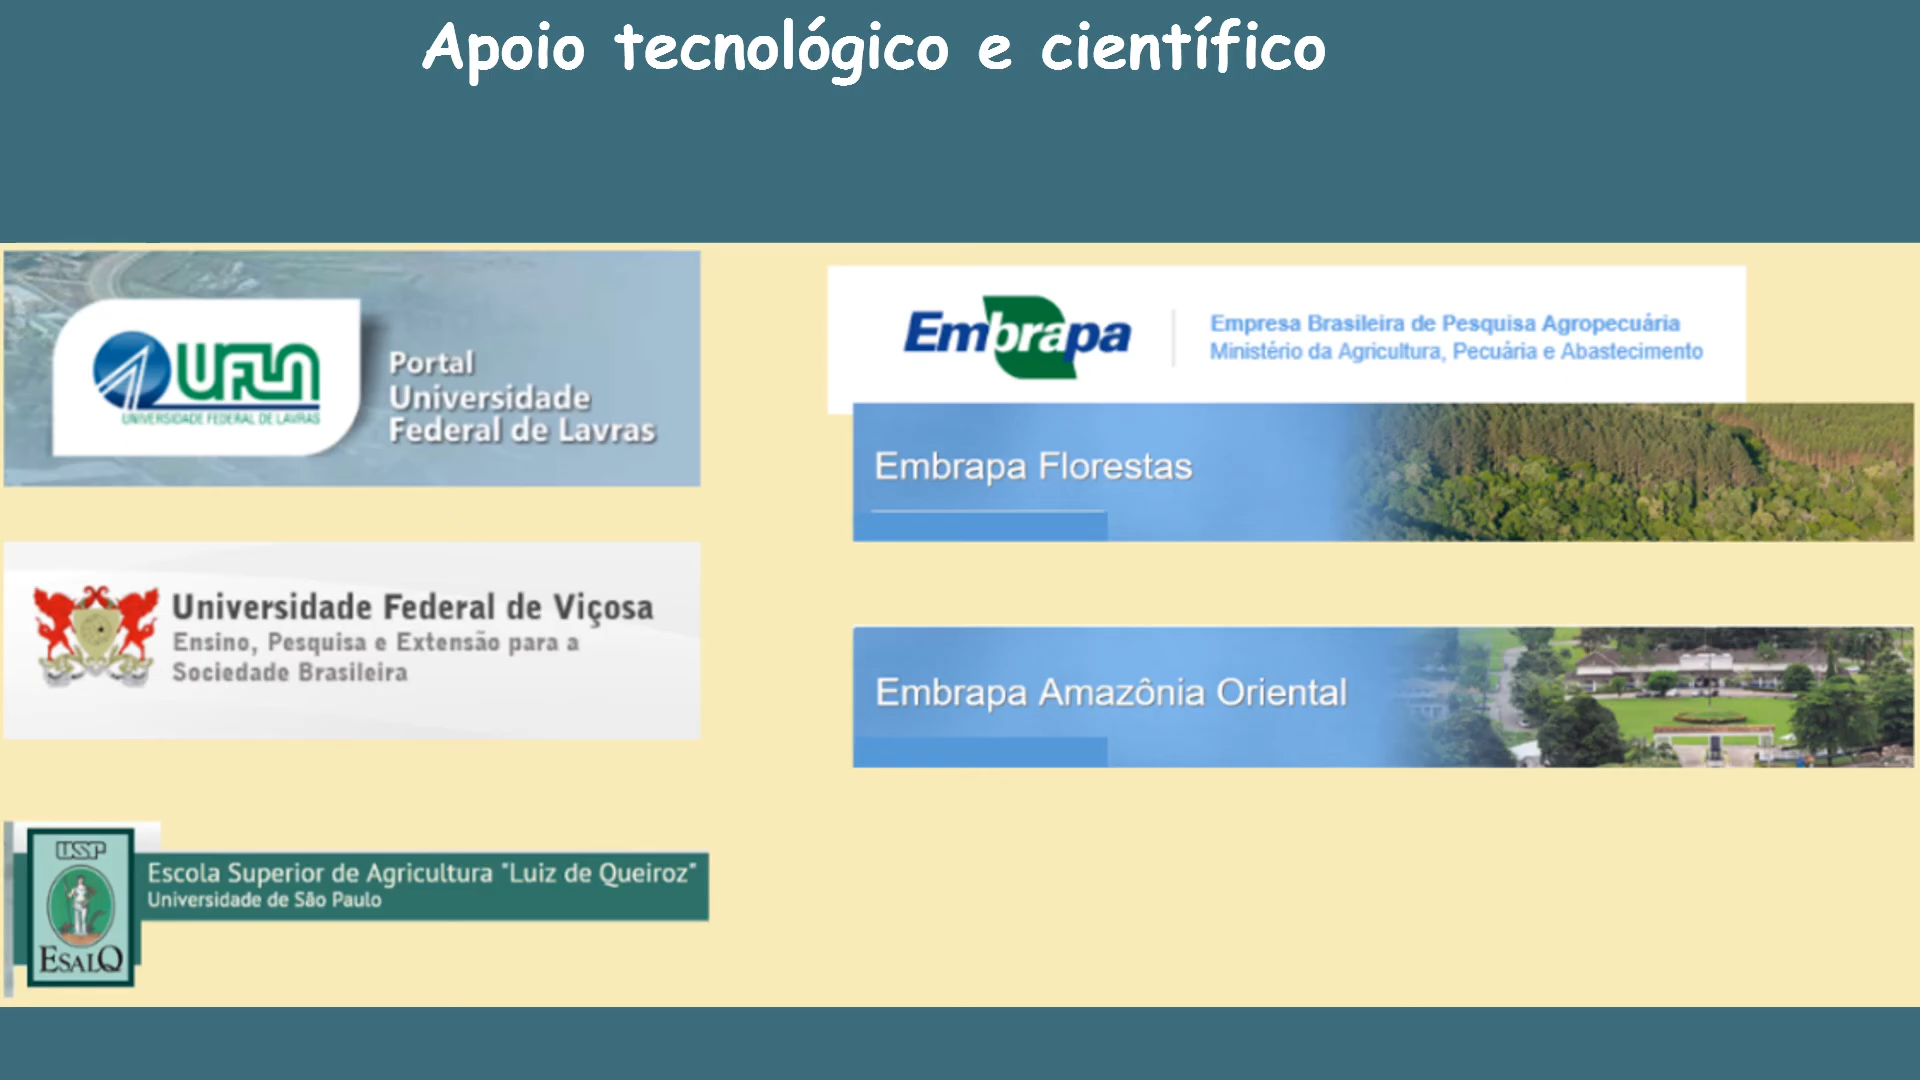 Apoio tecnológico e científico
UFLA
UNIVERSIDADE FEDERAL DE LAVRAS
Portal
Universidade
Federal de Lavras
Universidade Federal de Viçosa
Ensino, Pesquisa e Extensão para a
Sociedade Brasileira
USP
ESALQ
Escola Superior de Agricultura "Luiz de Queiroz"
Universidade de São Paulo
Embrapa
Empresa Brasileira de Pesquisa Agropecuária
Ministério da Agricultura, Pecuária e Abastecimento
Embrapa Florestas
Embrapa Amazônia Oriental